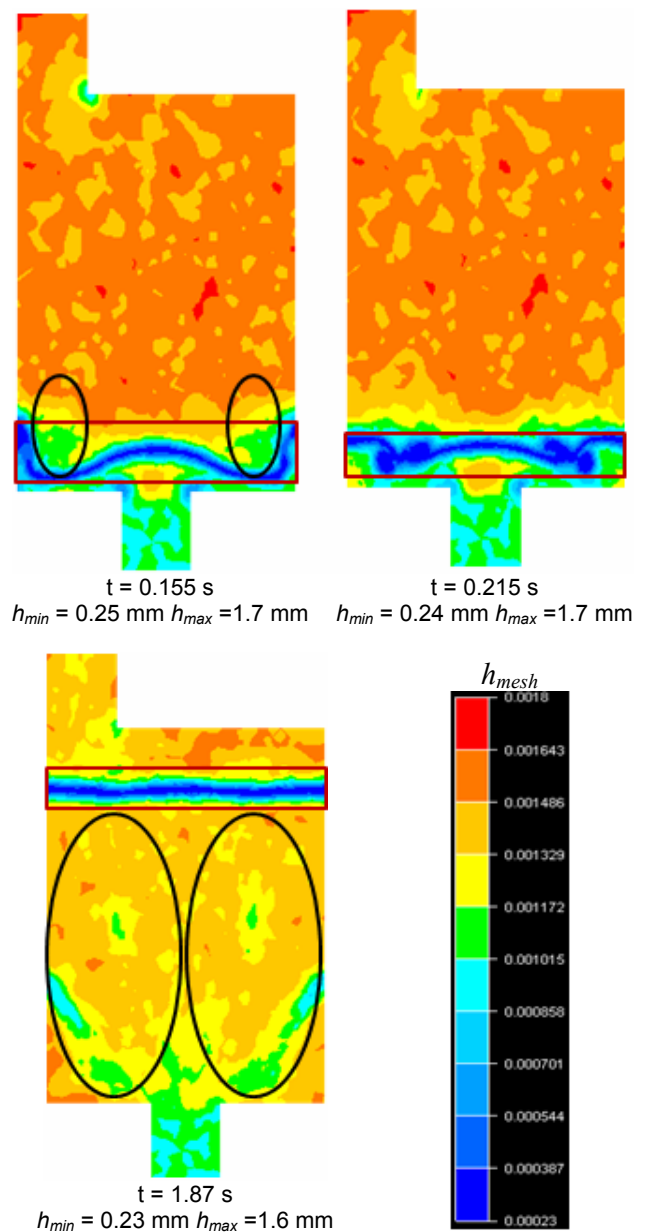 t = 0.155 s
h_min = 0.25 mm h_max =1.7 mm
t = 0.215 s
h_min = 0.24 mm h_max =1.7 mm
h_mesh
0.0018
0.001643
0.001486
0.001329
0.001172
0.001015
0.000858
0.000701
0.000544
0.000387
0.00023
t = 1.87 s
h_min = 0.23 mm h_max =1.6 mm